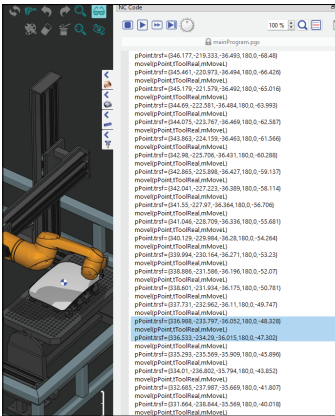 NC Code
100 %
mainProgram.pgs
pPoint.trsf={346.177,-219.333,-36.493,180,0,-68.48}
movel(pPoint,tToolReal,mMoveL)
pPoint.trsf={345.461,-220.973,-36.494,180,0,-66.426}
movel(pPoint,tToolReal,mMoveL)
pPoint.trsf={345.171,-221.579,-36.492,180,0,-65.016}
movel(pPoint,tToolReal,mMoveL)
pPoint.trsf={344.69,-222.581,-36.484,180,0,-63.993}
movel(pPoint,tToolReal,mMoveL)
pPoint.trsf={344.075,-223.767,-36.469,180,0,-62.587}
movel(pPoint,tToolReal,mMoveL)
pPoint.trsf={343.863,-224.159,-36.463,180,0,-61.566}
movel(pPoint,tToolReal,mMoveL)
pPoint.trsf={342.98,-225.706,-36.431,180,0,-60.288}
movel(pPoint,tToolReal,mMoveL)
pPoint.trsf={342.865,-225.898,-36.427,180,0,-59.137}
movel(pPoint,tToolReal,mMoveL)
pPoint.trsf={342.041,-227.223,-36.389,180,0,-58.114}
movel(pPoint,tToolReal,mMoveL)
pPoint.trsf={341.55,-227.97,-36.364,180,0,-56.706}
movel(pPoint,tToolReal,mMoveL)
pPoint.trsf={341.046,-228.709,-36.336,180,0,-55.681}
movel(pPoint,tToolReal,mMoveL)
pPoint.trsf={340.129,-229.984,-36.28,180,0,-54.264}
movel(pPoint,tToolReal,mMoveL)
pPoint.trsf={339.994,-230.164,-36.271,180,0,-53.23}
movel(pPoint,tToolReal,mMoveL)
pPoint.trsf={338.886,-231.586,-36.196,180,0,-52.07}
movel(pPoint,tToolReal,mMoveL)
pPoint.trsf={338.601,-231.934,-36.175,180,0,-50.781}
movel(pPoint,tToolReal,mMoveL)
pPoint.trsf={337.731,-232.962,-36.11,180,0,-49.747}
movel(pPoint,tToolReal,mMoveL)
pPoint.trsf={336.988,-233.797,-36.052,180,0,-48.328}
movel(pPoint,tToolReal,mMoveL)
pPoint.trsf={336.533,-234.29,-36.015,180,0,-47.302}
movel(pPoint,tToolReal,mMoveL)
pPoint.trsf={335.293,-235.569,-35.909,180,0,-45.896}
movel(pPoint,tToolReal,mMoveL)
pPoint.trsf={334.01,-236.802,-35.794,180,0,-43.852}
movel(pPoint,tToolReal,mMoveL)
pPoint.trsf={332.685,-237.987,-35.669,180,0,-41.807}
movel(pPoint,tToolReal,mMoveL)
pPoint.trsf={331.664,-238.844,-35.569,180,0,-40.018}
movel(pPoint,tToolReal,mMoveL)